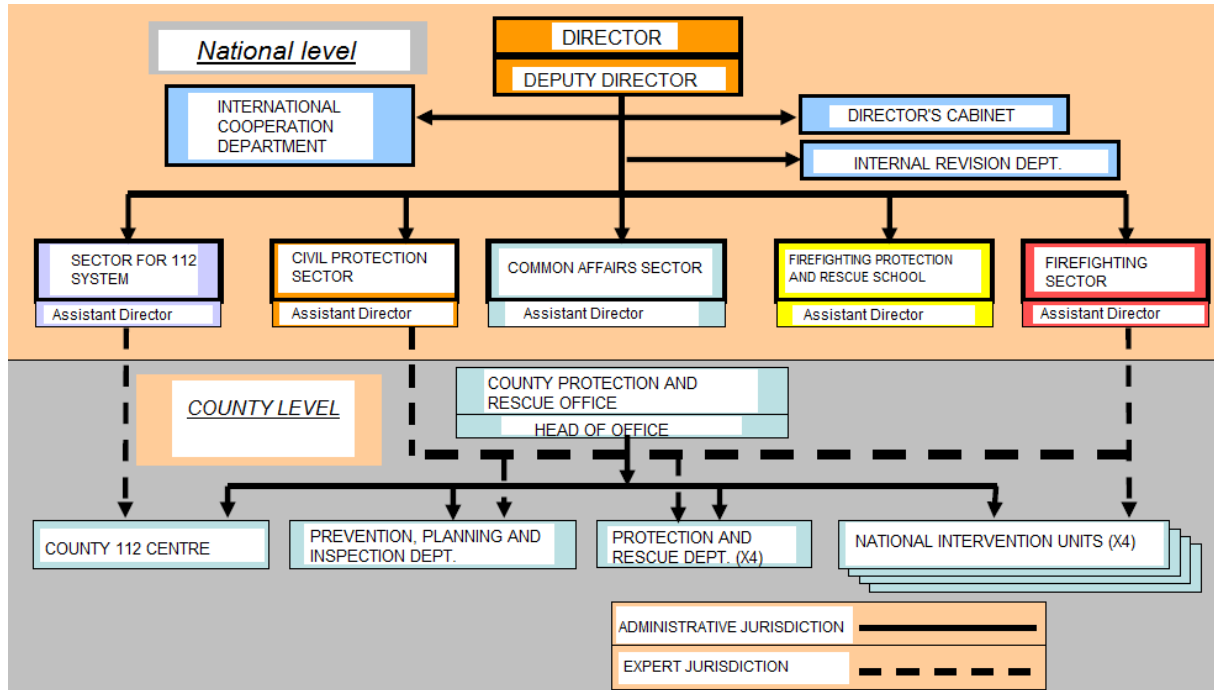 National level
DIRECTOR
DEPUTY DIRECTOR
INTERNATIONAL
COOPERATION
DEPARTMENT
DIRECTOR'S CABINET
INTERNAL REVISION DEPT.
SECTOR FOR 112
SYSTEM
Assistant Director
CIVIL PROTECTION
SECTOR
Assistant Director
COMMON AFFAIRS SECTOR
Assistant Director
FIREFIGHTING PROTECTION
AND RESCUE SCHOOL
Assistant Director
FIREFIGHTING
SECTOR
Assistant Director
COUNTY LEVEL
COUNTY PROTECTION AND
RESCUE OFFICE
HEAD OF OFFICE
COUNTY 112 CENTRE
PREVENTION, PLANNING AND
INSPECTION DEPT.
PROTECTION AND
RESCUE DEPT. (X4)
NATIONAL INTERVENTION UNITS (X4)
ADMINISTRATIVE JURISDICTION
EXPERT JURISDICTION